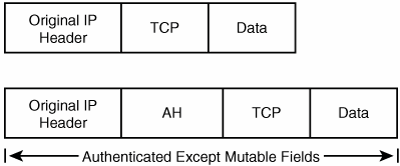 Original IP Header TCP Data
Original IP Header AH TCP Data
Authenticated Except Mutable Fields